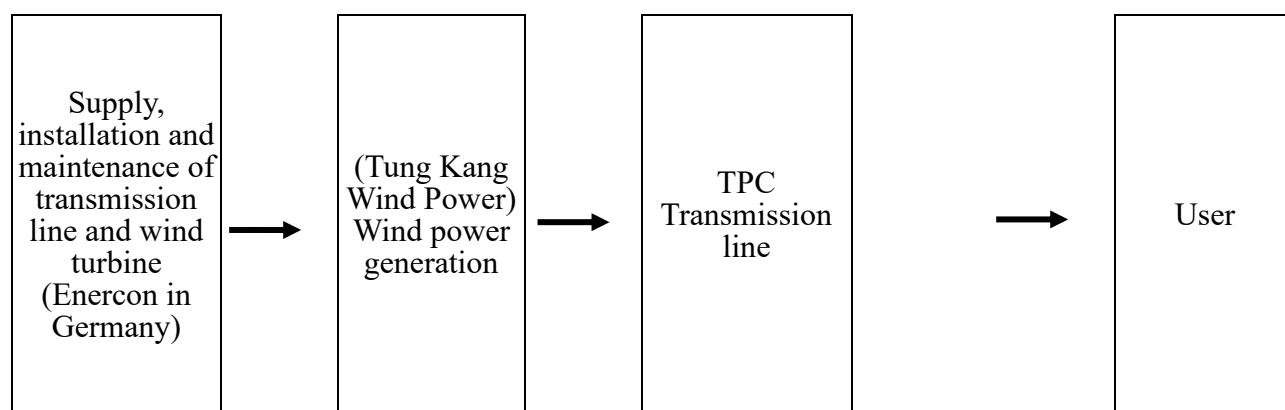 Supply,
installation and
maintenance of
transmission
line and wind
turbine
(Enercon in
Germany)
(Tung Kang
Wind Power)
Wind power
generation
TPC
Transmission
line
User